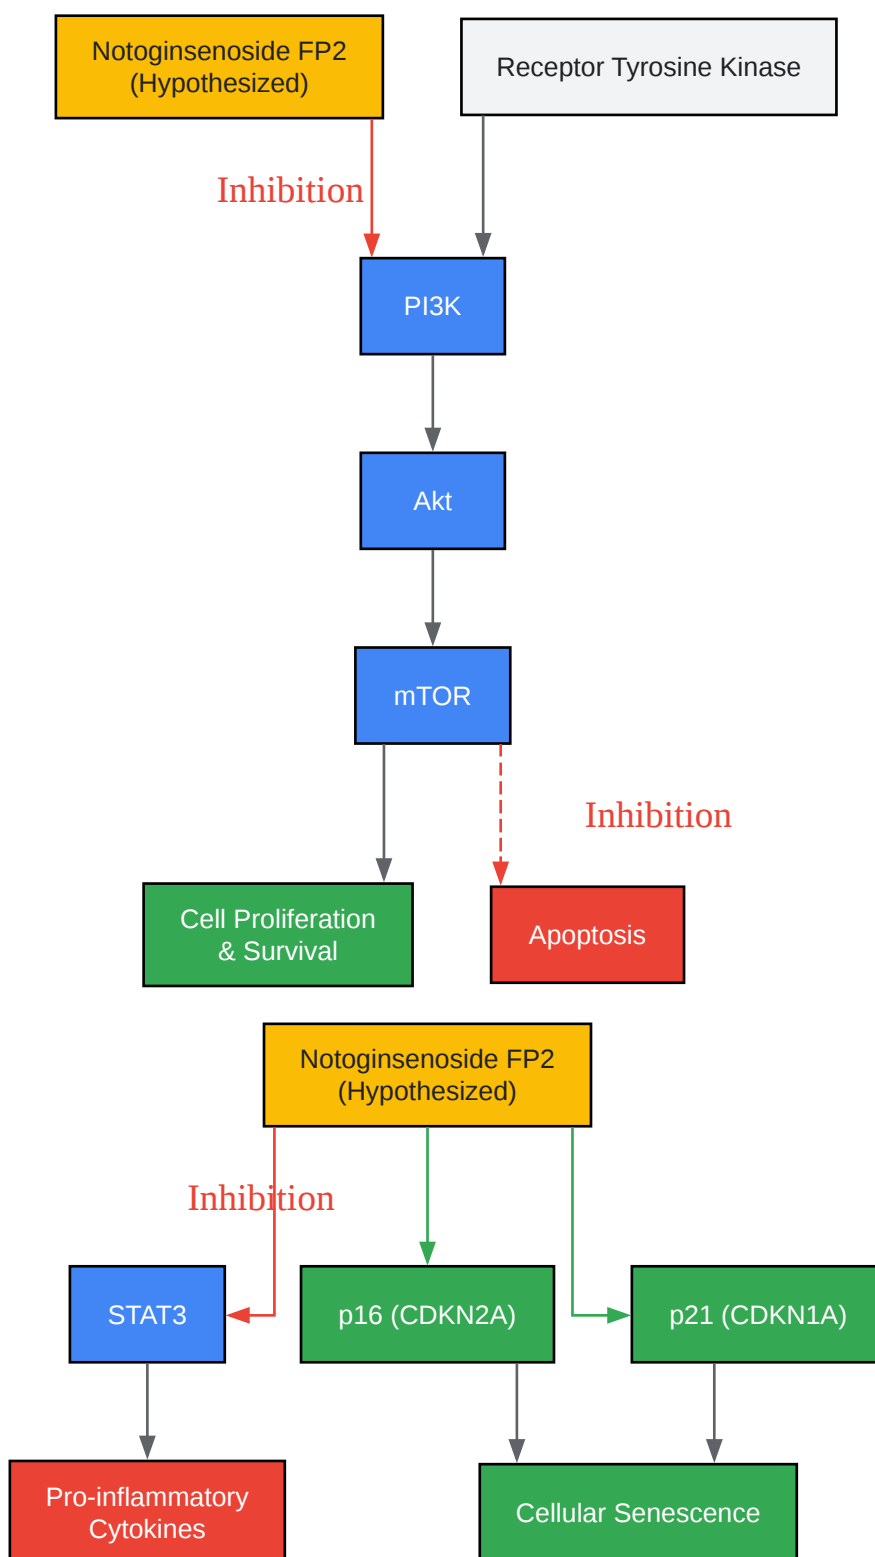 Notoginsenoside FP2
(Hypothesized)
Receptor Tyrosine Kinase
Inhibition
PI3K
Akt
mTOR
Inhibition
Cell Proliferation
& Survival
Apoptosis
Notoginsenoside FP2
(Hypothesized)
Inhibition
STAT3
p16 (CDKN2A)
p21 (CDKN1A)
Pro-inflammatory
Cytokines
Cellular Senescence